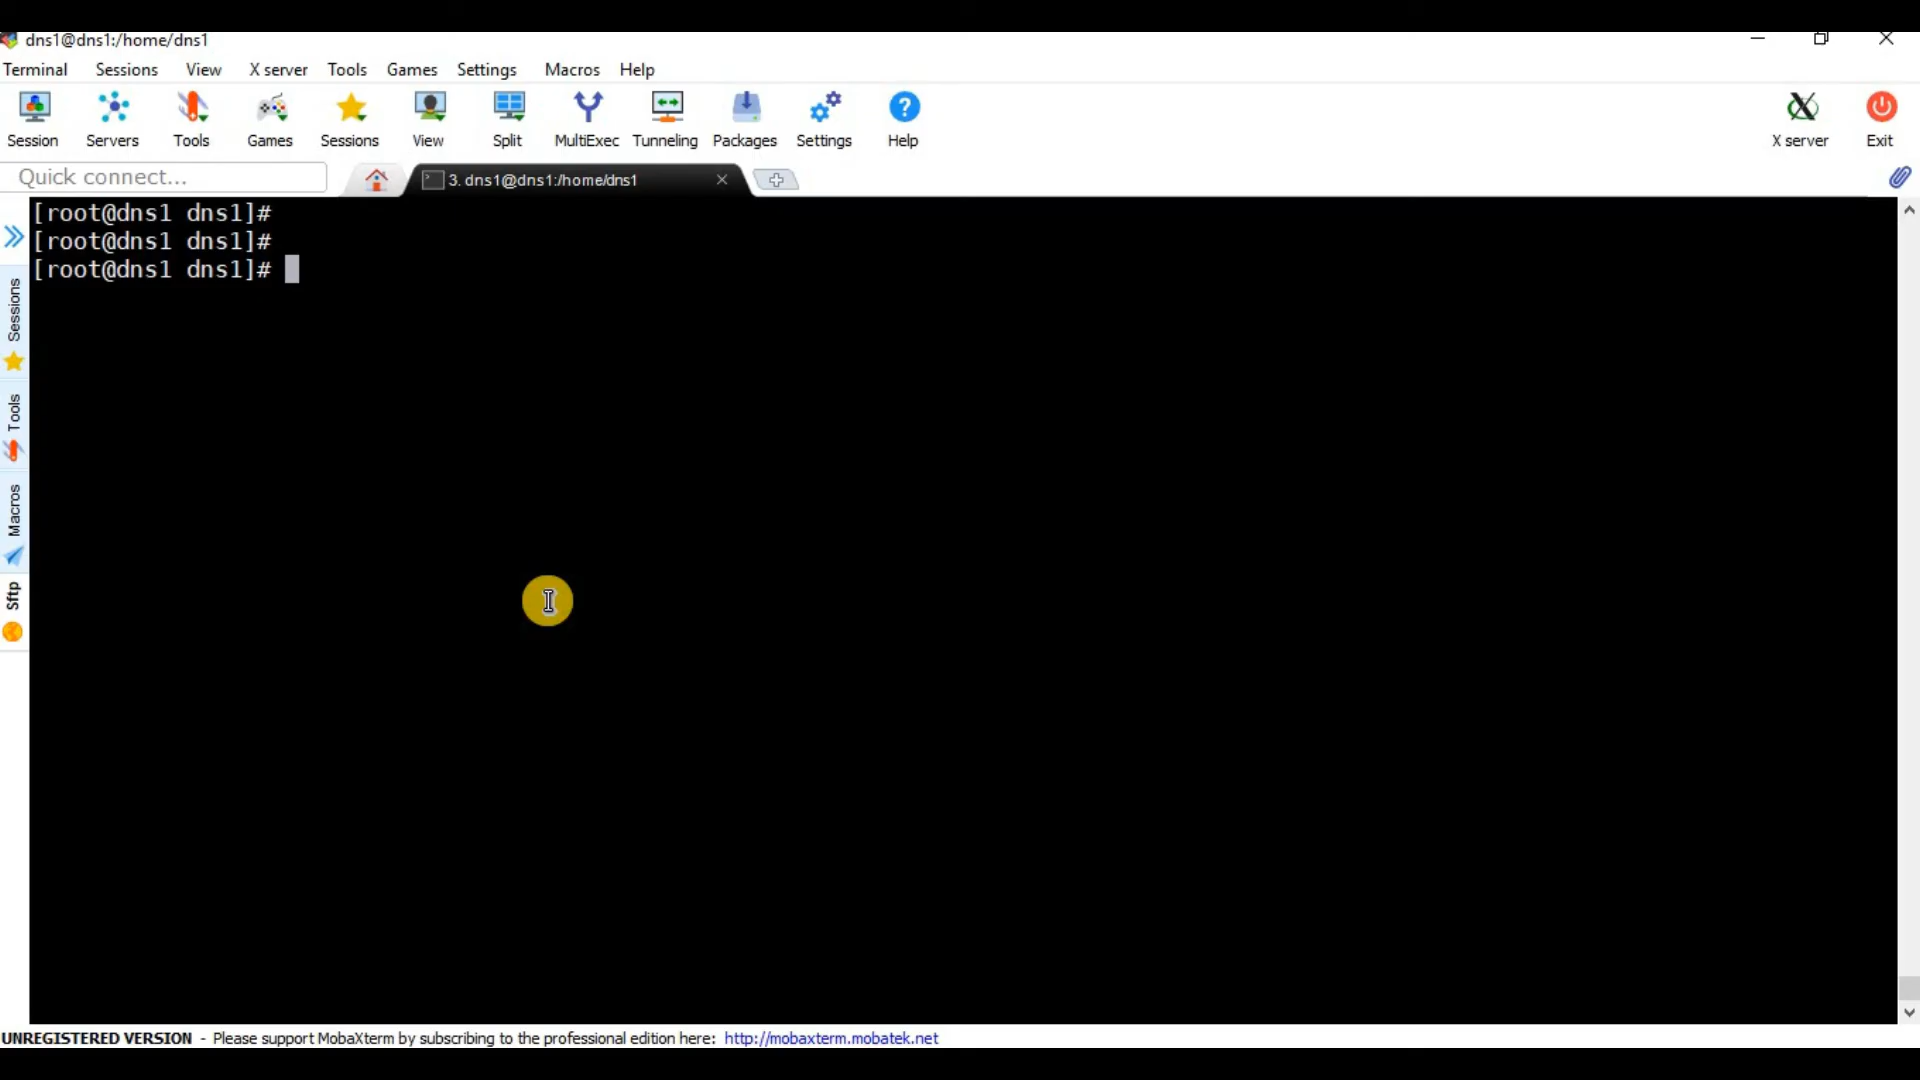 dns1@dns1:/home/dns1
Terminal Sessions View X server Tools Games Settings Macros Help
Session Servers Tools Games Sessions View Split MultiExec Tunneling Packages Settings Help X server Exit
Quick connect... 3. dns1@dns1:/home/dns1
[root@dns1 dns1]#
[root@dns1 dns1]#
[root@dns1 dns1]#
Sessions
Tools
Macros
Sftp
UNREGISTERED VERSION - Please support MobaXterm by subscribing to the professional edition here: http://mobaxterm.mobatek.net